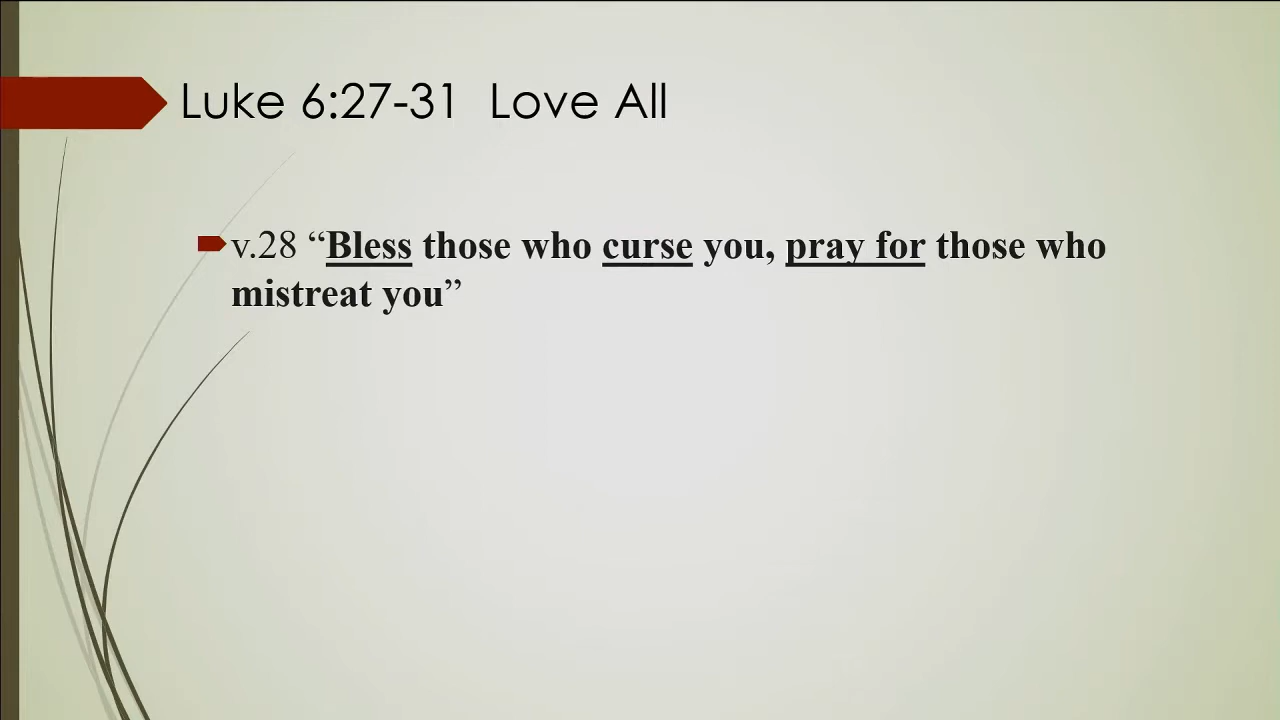 Luke 6:27-31  Love All
v.28 “Bless those who curse you, pray for those who
mistreat you”